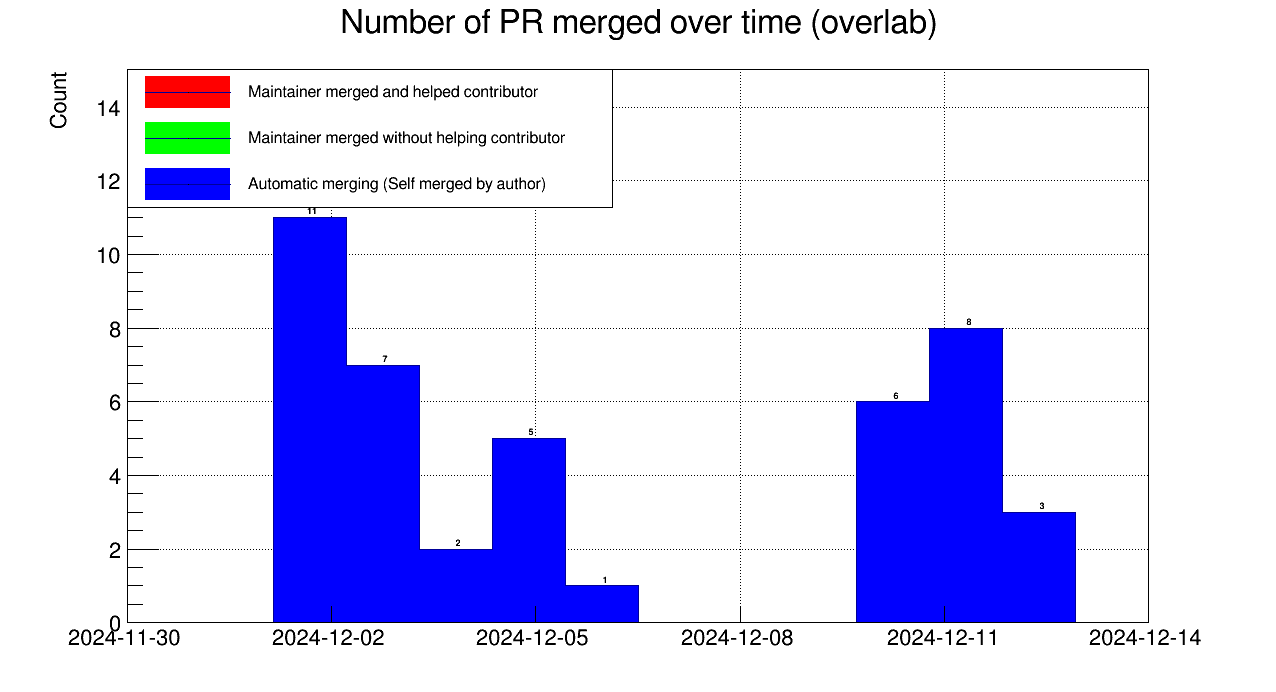 Number of PR merged over time (overlab)
Count
Maintainer merged and helped contributor
Maintainer merged without helping contributor
Automatic merging (Self merged by author)
14
12
10
8
6
4
2
0
11
7
2
5
1
6
8
3
2024-11-30 2024-12-02 2024-12-05 2024-12-08 2024-12-11 2024-12-14